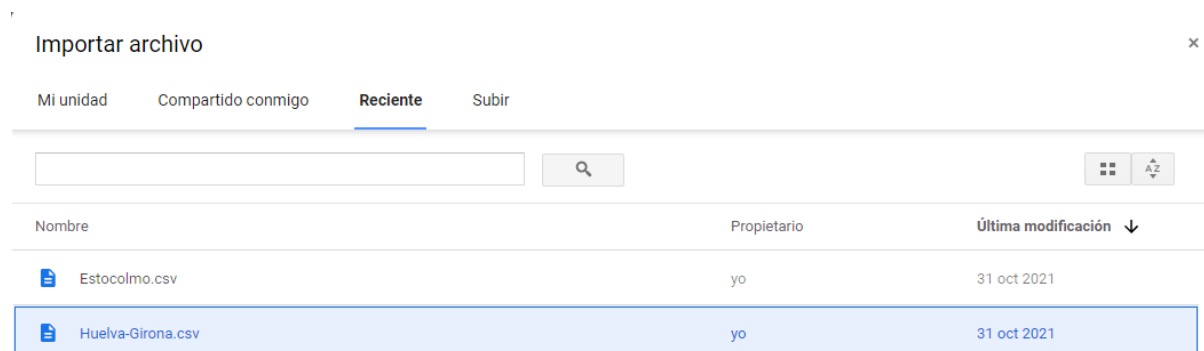 Importar archivo
Mi unidad Compartido conmigo Reciente Subir
AZ
Nombre Propietario Última modificación
Estocolmo.csv yo 31 oct 2021
Huelva-Girona.csv yo 31 oct 2021